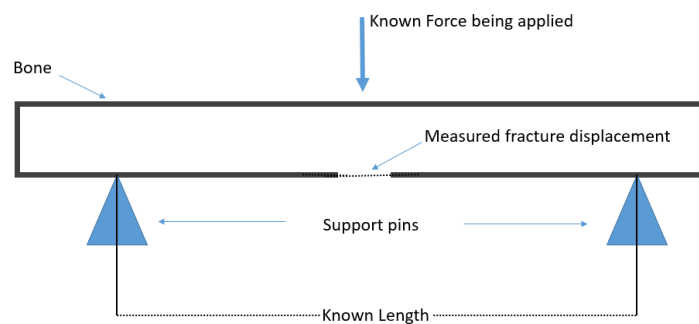 Known Force being applied
Bone
Measured fracture displacement
Support pins
Known Length